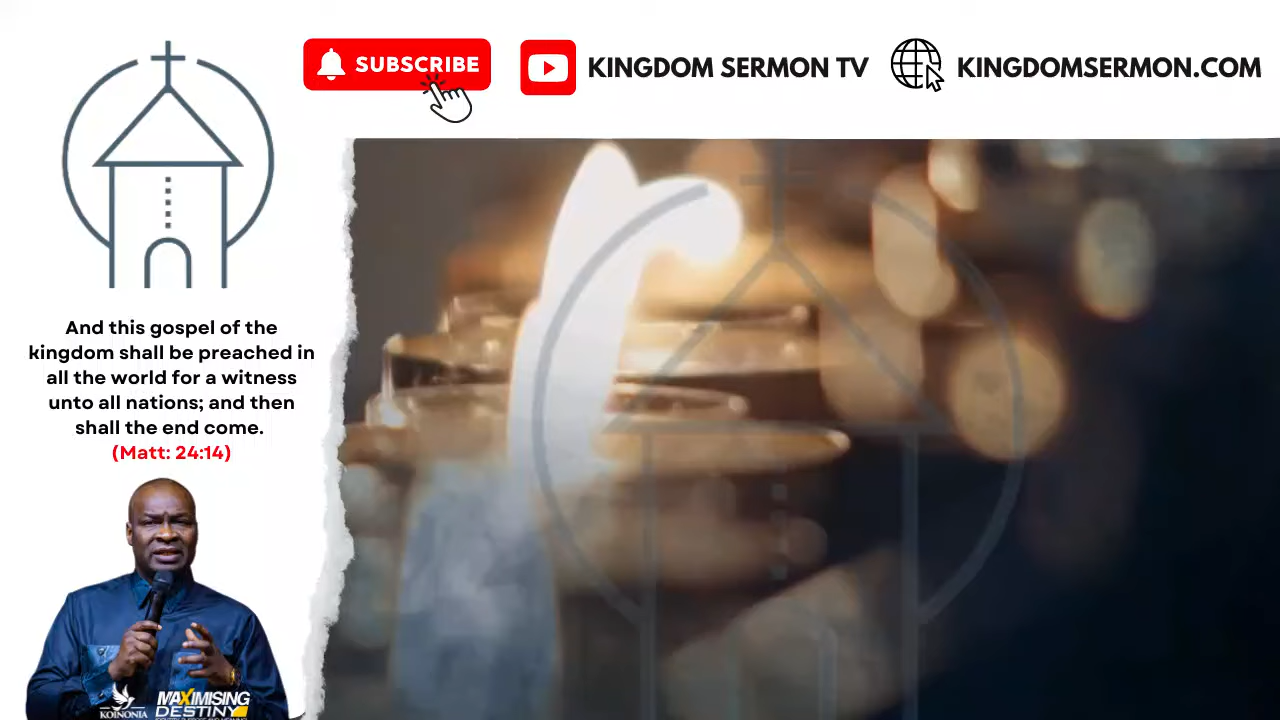 SUBSCRIBE
KINGDOM SERMON TV
KINGDOMSERMON.COM
And this gospel of the
kingdom shall be preached in
all the world for a witness
unto all nations; and then
shall the end come.
(Matt: 24:14)
KOINONIA
MAXIMISING
DESTINY